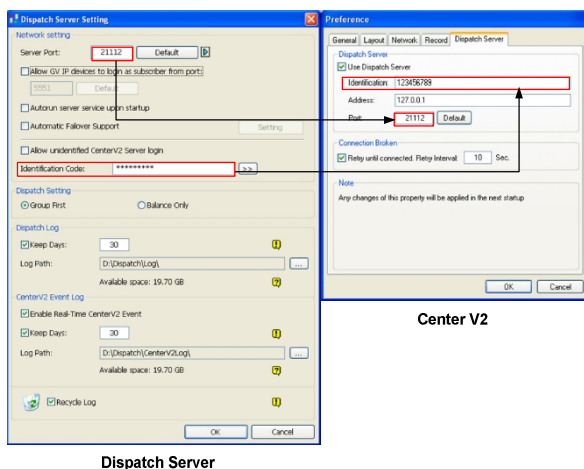 Dispatch Server Setting
Network setting
Server Port: 21112 Default
Allow GV IP devices to login as subscriber from port:
5551 Default
Autorun server service upon startup
Automatic Failover Support Setting
Allow unidentified CenterV2 Server login
Identification Code: ********* >>
Dispatch Setting
Group First Balance Only
Dispatch Log
Keep Days: 30
Log Path: D:\Dispatch\Log\ ...
Available space: 19.70 GB
CenterV2 Event Log
Enable Real-Time CenterV2 Event
Keep Days: 30
Log Path: D:\Dispatch\CenterV2Log\ ...
Available space: 19.70 GB
Recycle Log
OK Cancel
Dispatch Server
Preference
General Layout Network Record Dispatch Server
Dispatch Server
Use Dispatch Server
Identification: 123456789
Address: 127.0.0.1
Port: 21112 Default
Connection Broken
Retry until connected. Retry Interval: 10 Sec.
Note
Any changes of this property will be applied in the next startup
OK Cancel
Center V2